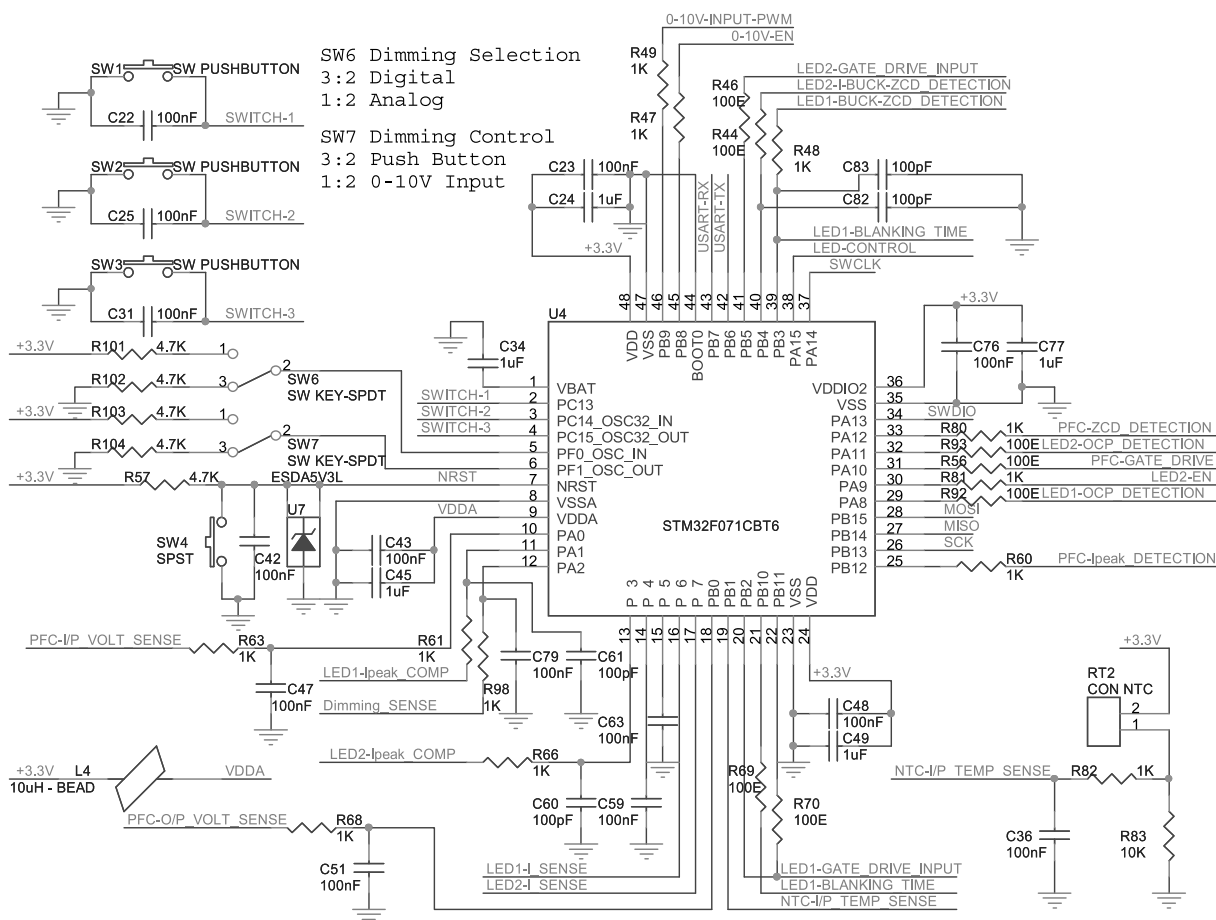 0-10V-INPUT-PWM
0-10V-EN
SW6 Dimming Selection
3:2 Digital
1:2 Analog
SW7 Dimming Control
3:2 Push Button
1:2 0-10V Input
SW1 SW PUSHBUTTON
C22 100nF SWITCH-1
SW2 SW PUSHBUTTON
C25 100nF SWITCH-2
SW3 SW PUSHBUTTON
C31 100nF SWITCH-3
R49
1K
R47
1K
LED2-GATE_DRIVE_INPUT
LED2-I-BUCK-ZCD_DETECTION
LED1-BUCK-ZCD_DETECTION
R46
100E
R44
100E
R48
1K
C23 100nF
C24 1uF
+3.3V
USART-RX
USART-TX
C83 100pF
C82 100pF
LED1-BLANKING_TIME
LED-CONTROL
SWCLK
48 47 46 45 44 43 42 41 40 39 38 37
U4
VDD VSS PB9 PB8 BOOT0 PB7 PB6 PB5 PB4 PB3 PA15 PA14
+3.3V R101 4.7K 1
2
R102 4.7K 3 SW6
SW KEY-SPDT
+3.3V R103 4.7K 1
2
R104 4.7K 3 SW7
SW KEY-SPDT
+3.3V R57 4.7K ESDA5V3L NRST
U7
SW4
SPST
C42
100nF
VDDA
C43
100nF
C45
1uF
C34
1uF
SWITCH-1
SWITCH-2
SWITCH-3
1 VBAT
2 PC13
3 PC14_OSC32_IN
4 PC15_OSC32_OUT
5 PF0_OSC_IN
6 PF1_OSC_OUT
7 NRST
8 VSSA
9 VDDA
10 PA0
11 PA1
12 PA2
STM32F071CBT6
VDDIO2 36
VSS 35
PA13 34 SWDIO
PA12 33 R80 1K PFC-ZCD_DETECTION
PA11 32 R93 100E LED2-OCP_DETECTION
PA10 31 R56 100E PFC-GATE_DRIVE
PA9 30 R81 1K LED2-EN
PA8 29 R92 100E LED1-OCP_DETECTION
PB15 28 MOSI
PB14 27 MISO
PB13 26 SCK
PB12 25 R60 1K PFC-Ipeak_DETECTION
+3.3V
C76
100nF
C77
1uF
P 3 P 4 P 5 P 6 P 7 PB0 PB1 PB2 PB10 PB11 VSS VDD
13 14 15 16 17 18 19 20 21 22 23 24
PFC-I/P_VOLT_SENSE R63
1K
R61
1K
C47
100nF
LED1-Ipeak_COMP
R98
1K
Dimming_SENSE
C79
100nF
C61
100pF
C63
100nF
LED2-Ipeak_COMP R66
1K
C60
100pF
C59
100nF
+3.3V
C48
100nF
C49
1uF
R69
100E
R70
100E
+3.3V
RT2
CON NTC
2
1
NTC-I/P_TEMP_SENSE R82 1K
C36
100nF
R83
10K
+3.3V L4 VDDA
10uH - BEAD
PFC-O/P_VOLT_SENSE R68
1K
C51
100nF
LED1-I_SENSE
LED2-I_SENSE
LED1-GATE_DRIVE_INPUT
LED1-BLANKING_TIME
NTC-I/P_TEMP_SENSE